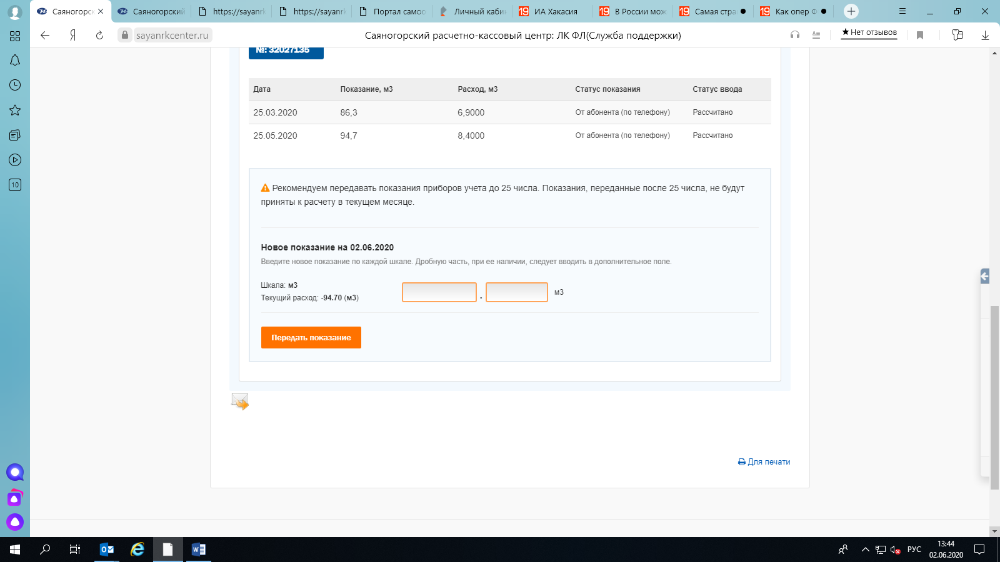 Саяногорск
Саяногорский
https://sayanrk
https://sayanrk
Портал самоо
Личный кабин
19 ИА Хакасия
19 В России мож
19 Самая стра
19 Как опер Ф
sayanrkcenter.ru
Саяногорский расчетно-кассовый центр: ЛК ФЛ(Служба поддержки)
★Нет отзывов
№: 32027135
Дата Показание, м3 Расход, м3 Статус показания Статус ввода
25.03.2020 86,3 6,9000 От абонента (по телефону) Рассчитано
25.05.2020 94,7 8,4000 От абонента (по телефону) Рассчитано
Рекомендуем передавать показания приборов учета до 25 числа. Показания, переданные после 25 числа, не будут
приняты к расчету в текущем месяце.
Новое показание на 02.06.2020
Введите новое показание по каждой шкале. Дробную часть, при ее наличии, следует вводить в дополнительное поле.
Шкала: м3
Текущий расход: -94.70 (м3)
. м3
Передать показание
Для печати
10
РУС
13:44
02.06.2020